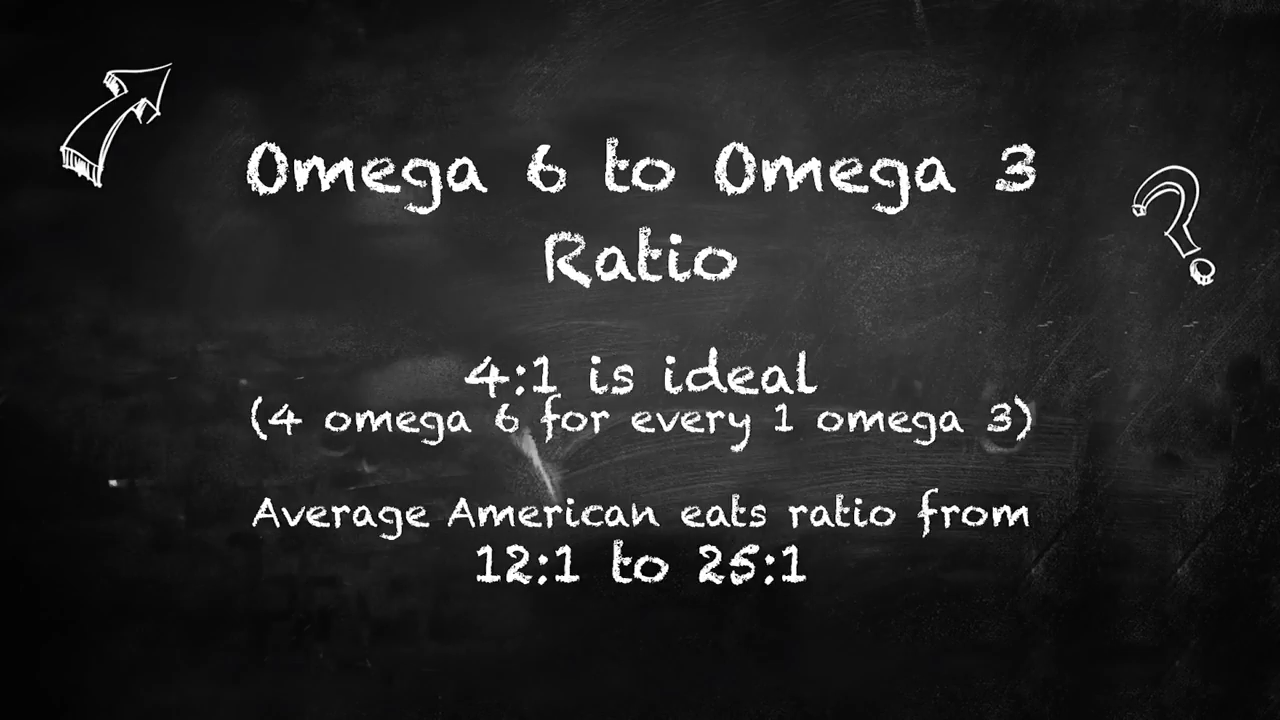 Omega 6 to Omega 3
Ratio
4:1 is ideal
(4 omega 6 for every 1 omega 3)
Average American eats ratio from
12:1 to 25:1